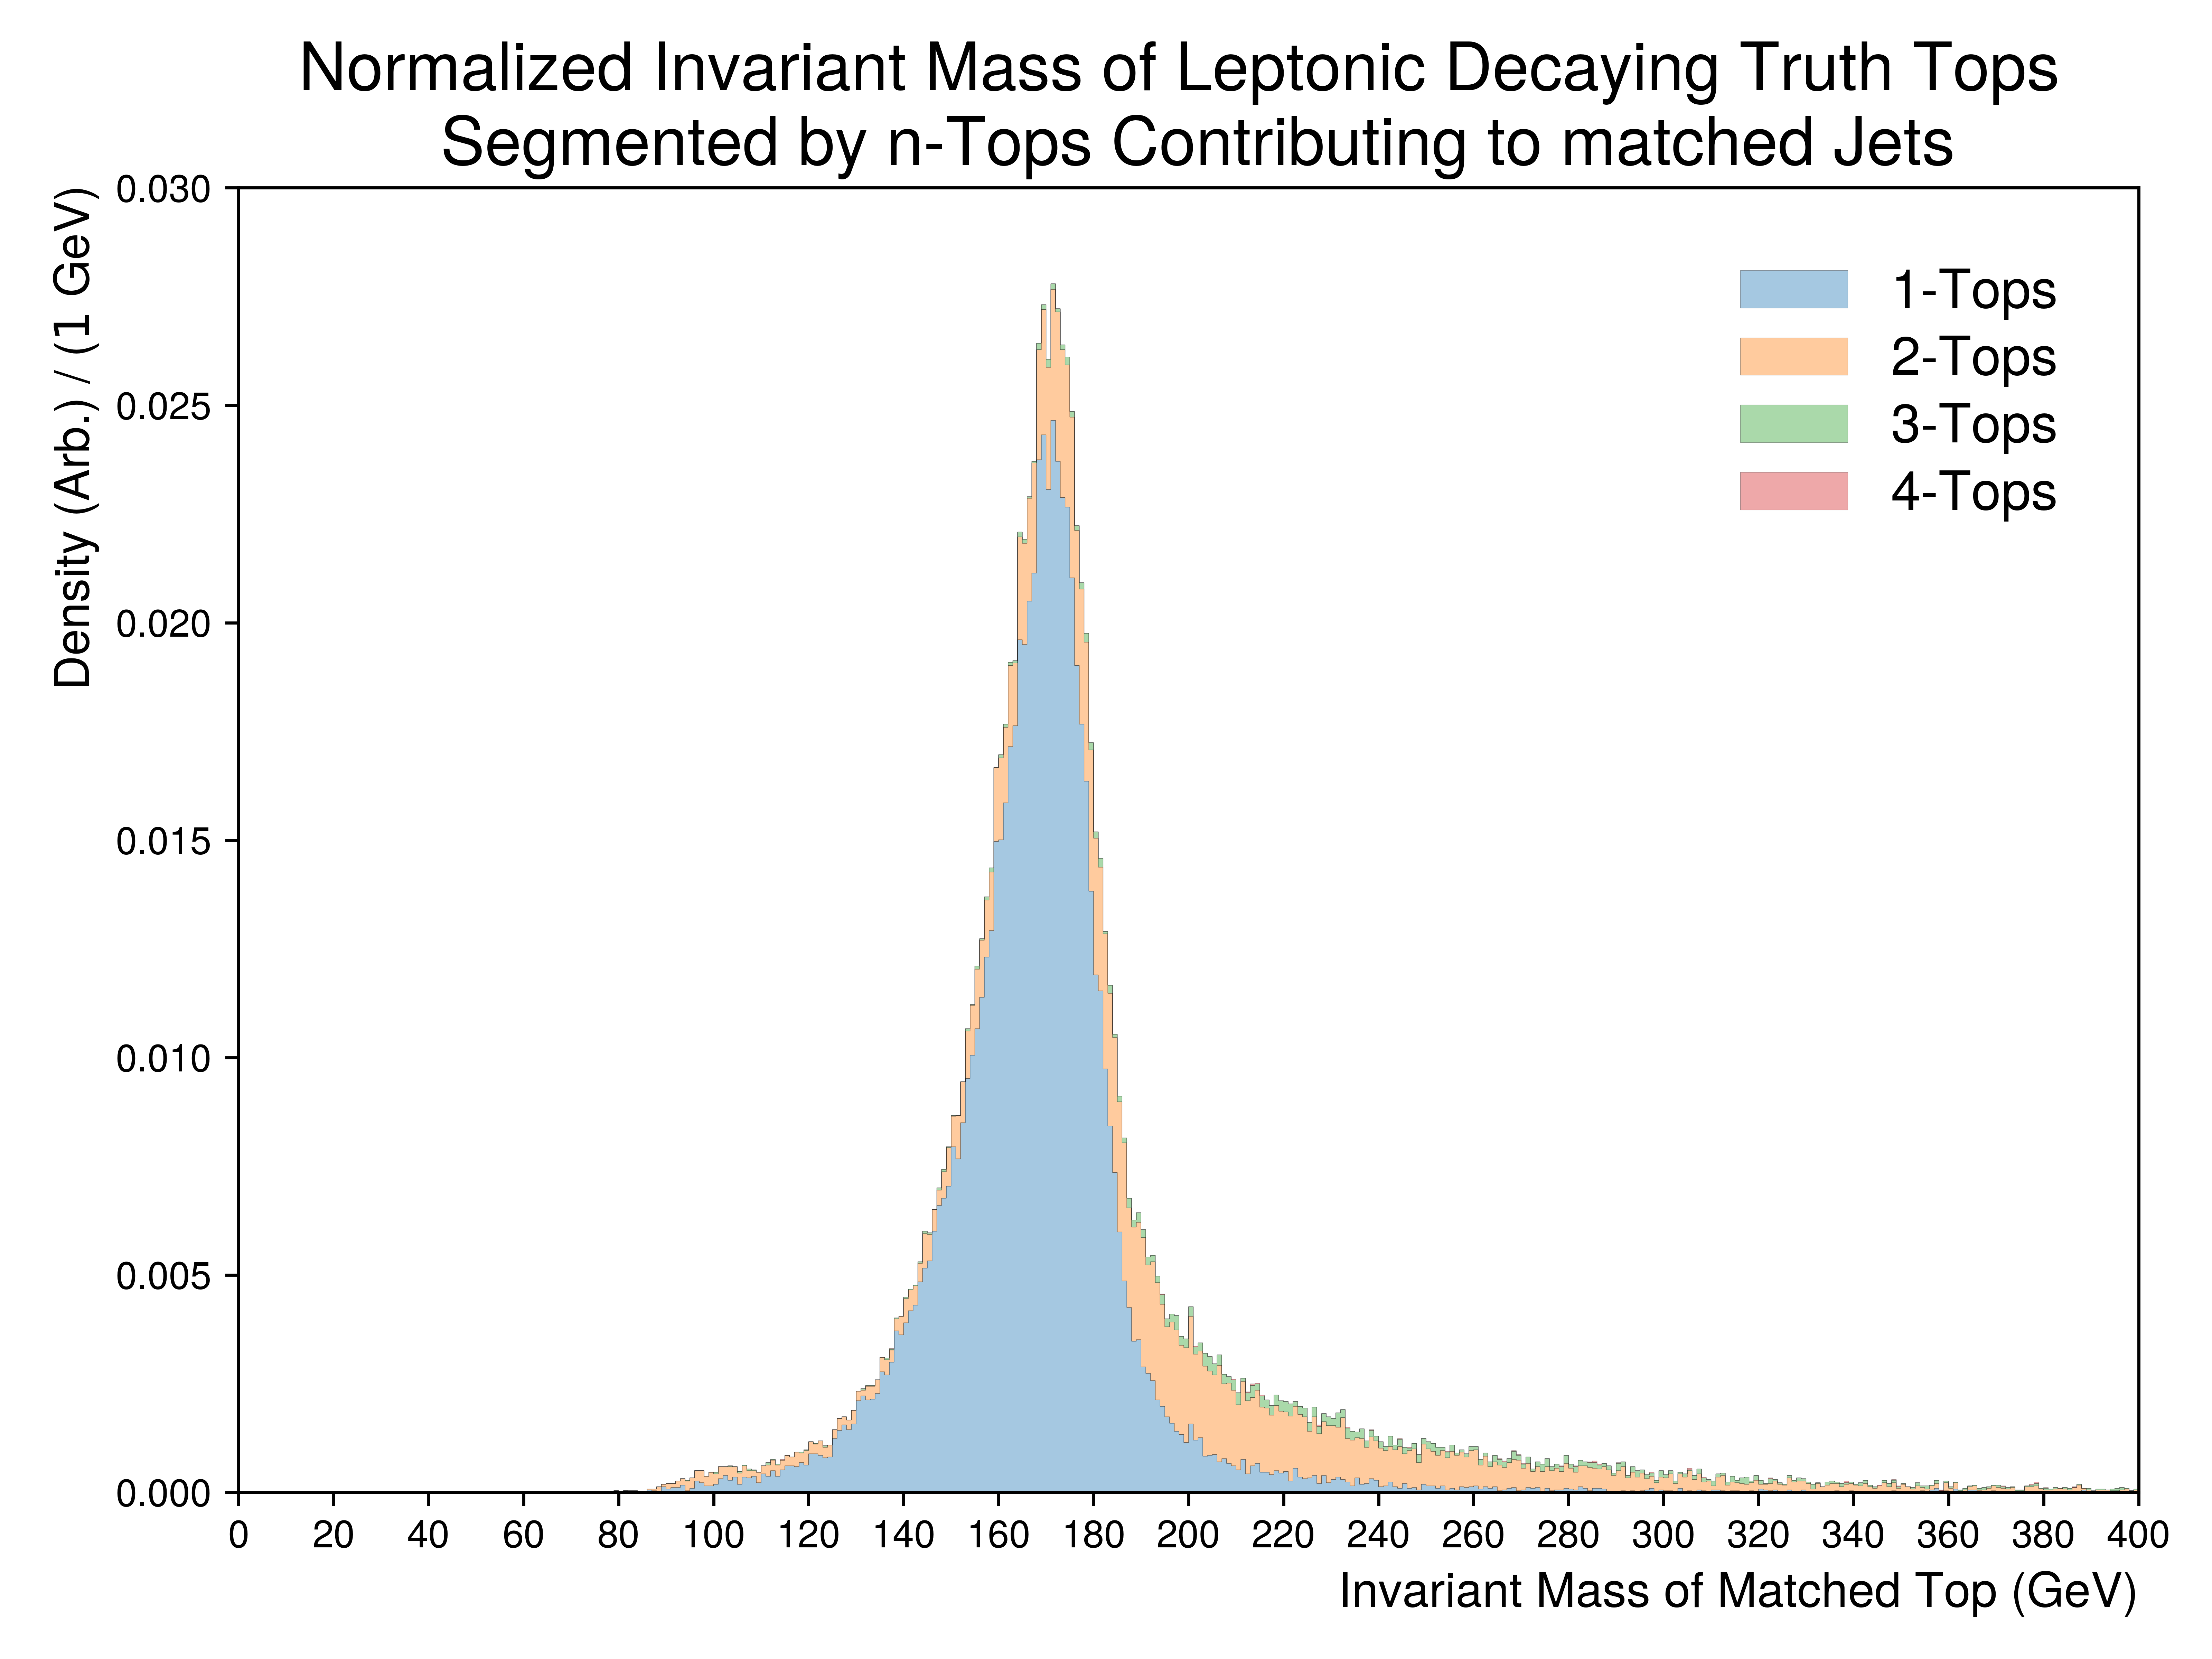 Normalized Invariant Mass of Leptonic Decaying Truth Tops
Segmented by n-Tops Contributing to matched Jets
Density (Arb.) / (1 GeV)
0.030
0.025
0.020
0.015
0.010
0.005
0.000
1-Tops
2-Tops
3-Tops
4-Tops
0 20 40 60 80 100 120 140 160 180 200 220 240 260 280 300 320 340 360 380 400
Invariant Mass of Matched Top (GeV)